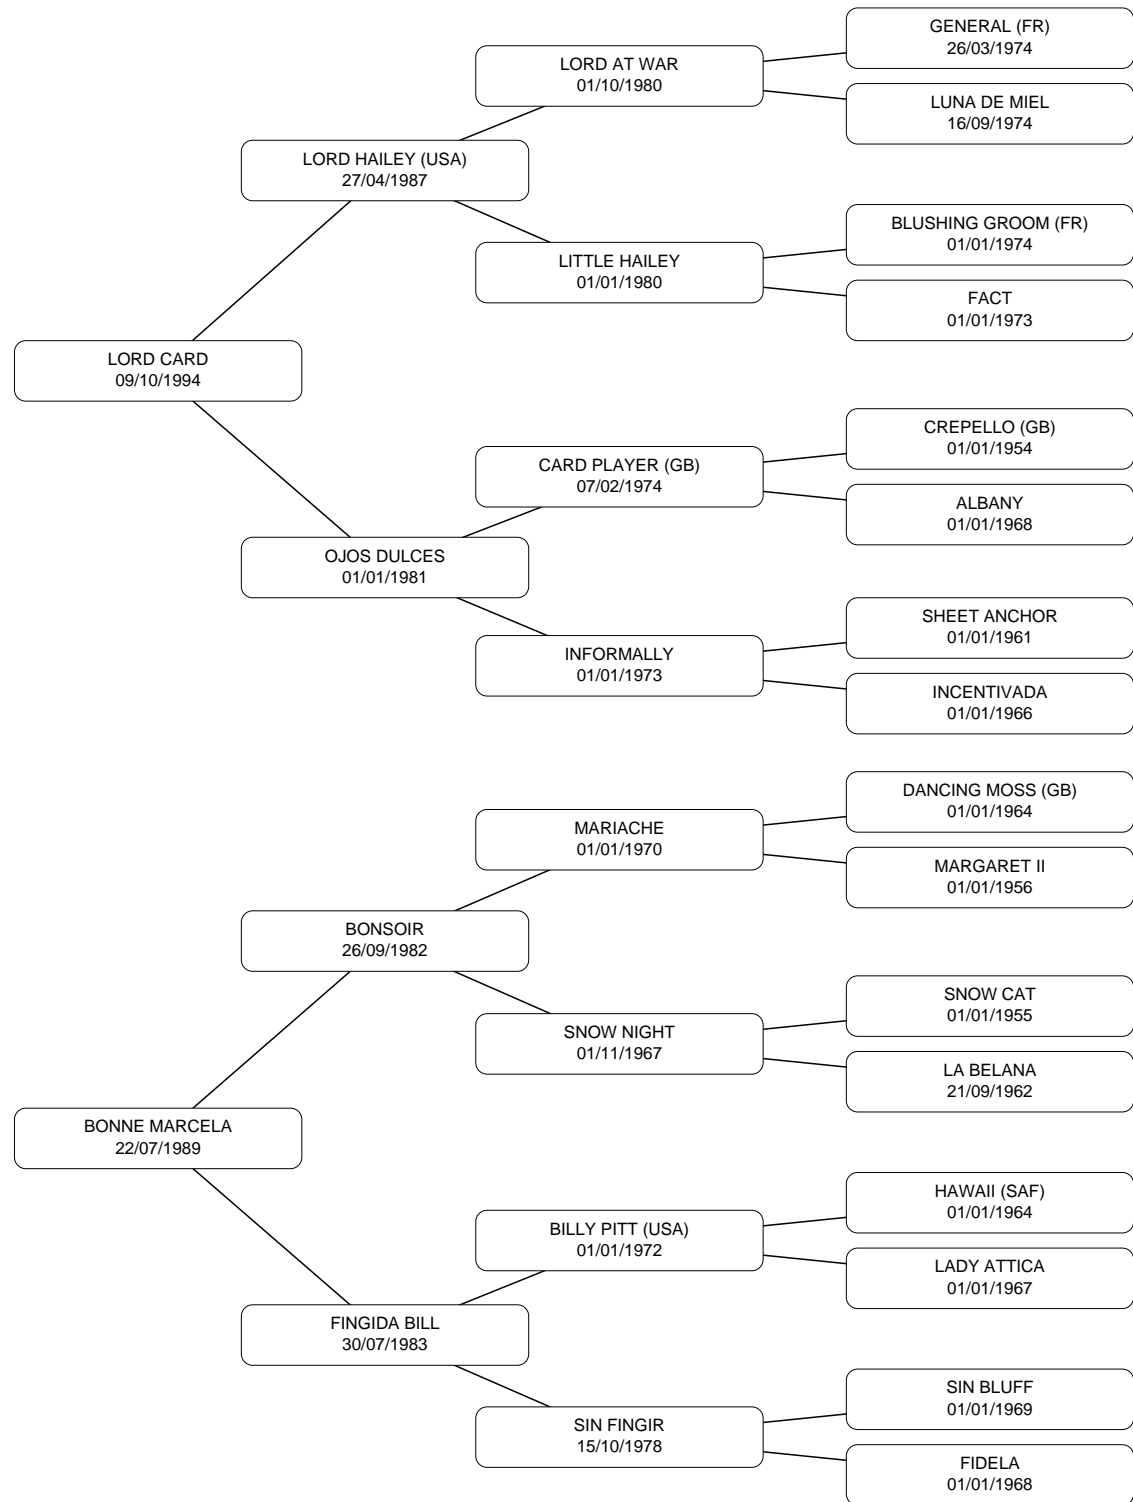 GENERAL (FR)
26/03/1974
LORD AT WAR
01/10/1980
LUNA DE MIEL
16/09/1974
LORD HAILEY (USA)
27/04/1987
BLUSHING GROOM (FR)
01/01/1974
LITTLE HAILEY
01/01/1980
FACT
01/01/1973
LORD CARD
09/10/1994
CREPELLO (GB)
01/01/1954
CARD PLAYER (GB)
07/02/1974
ALBANY
01/01/1968
OJOS DULCES
01/01/1981
SHEET ANCHOR
01/01/1961
INFORMALLY
01/01/1973
INCENTIVADA
01/01/1966
DANCING MOSS (GB)
01/01/1964
MARIACHE
01/01/1970
MARGARET II
01/01/1956
BONSOIR
26/09/1982
SNOW CAT
01/01/1955
SNOW NIGHT
01/11/1967
LA BELANA
21/09/1962
BONNE MARCELA
22/07/1989
HAWAII (SAF)
01/01/1964
BILLY PITT (USA)
01/01/1972
LADY ATTICA
01/01/1967
FINGIDA BILL
30/07/1983
SIN BLUFF
01/01/1969
SIN FINGIR
15/10/1978
FIDELA
01/01/1968